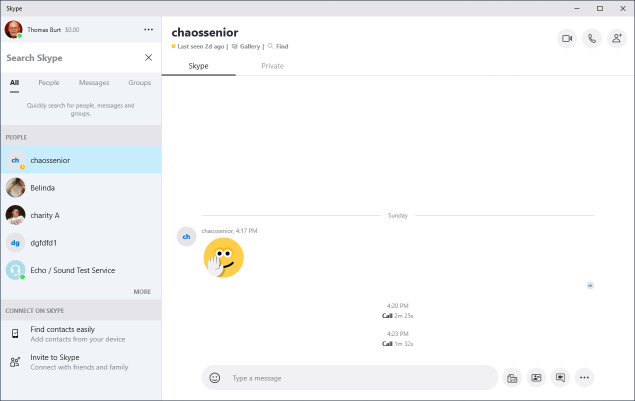 Skype
Thomas Burt $0.00
Search Skype
All People Messages Groups
Quickly search for people, messages and
groups.
PEOPLE
ch chaossenior
Belinda
charity A
dg dgfdfd1
Echo / Sound Test Service
MORE
CONNECT ON SKYPE
Find contacts easily
Add contacts from your device
Invite to Skype
Connect with friends and family
chaossenior
Last seen 2d ago | Gallery | Find
Skype Private
Sunday
chaossenior, 4:17 PM
ch
4:20 PM
Call 2m 25s
4:23 PM
Call 1m 32s
Type a message